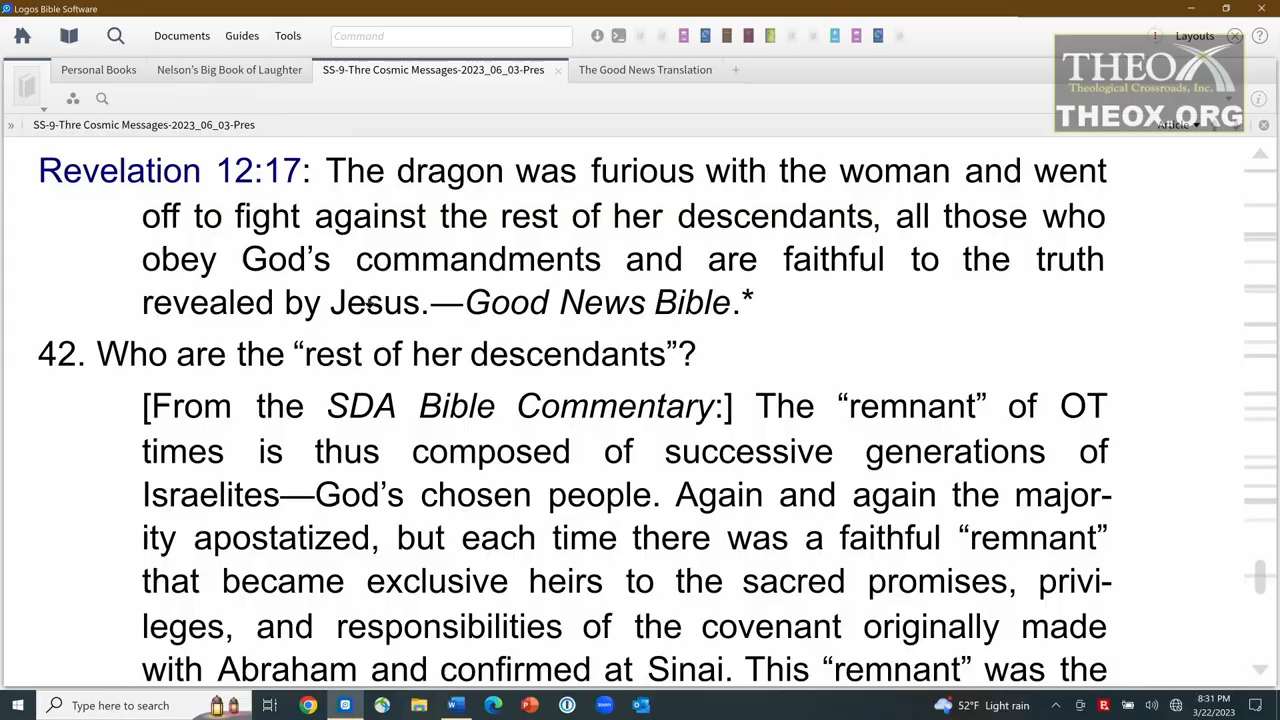 Logos Bible Software
Documents Guides Tools Command Layouts
Personal Books Nelson's Big Book of Laughter SS-9-Thre Cosmic Messages-2023_06_03-Pres The Good News Translation
THEOX
Theological Crossroads, Inc.
THEOX.ORG
SS-9-Thre Cosmic Messages-2023_06_03-Pres Article
Revelation 12:17: The dragon was furious with the woman and went
off to fight against the rest of her descendants, all those who
obey God’s commandments and are faithful to the truth
revealed by Jesus.—Good News Bible.*
42. Who are the “rest of her descendants”?
[From the SDA Bible Commentary:] The “remnant” of OT
times is thus composed of successive generations of
Israelites—God’s chosen people. Again and again the major-
ity apostatized, but each time there was a faithful “remnant”
that became exclusive heirs to the sacred promises, privi-
leges, and responsibilities of the covenant originally made
with Abraham and confirmed at Sinai. This “remnant” was the
Type here to search
zoom
52°F Light rain
8:31 PM
3/22/2023